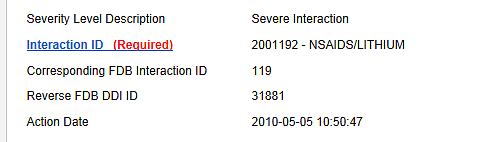 Severity Level Description Severe Interaction
Interaction ID (Required) 2001192 - NSAIDS/LITHIUM
Corresponding FDB Interaction ID 119
Reverse FDB DDI ID 31881
Action Date 2010-05-05 10:50:47